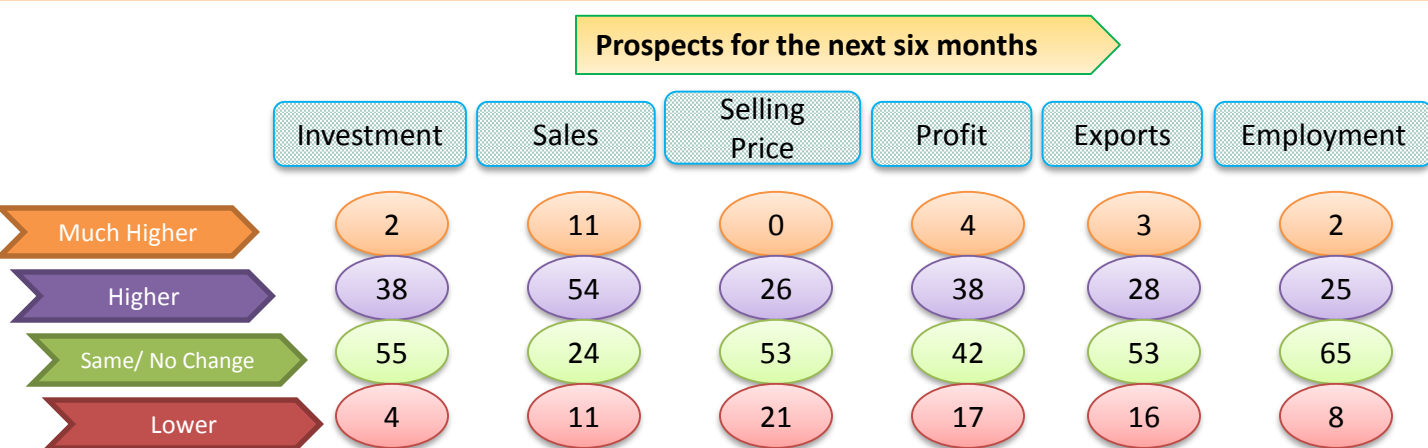 Prospects for the next six months
Investment Sales Selling Price Profit Exports Employment
Much Higher 2 11 0 4 3 2
Higher 38 54 26 38 28 25
Same/ No Change 55 24 53 42 53 65
Lower 4 11 21 17 16 8